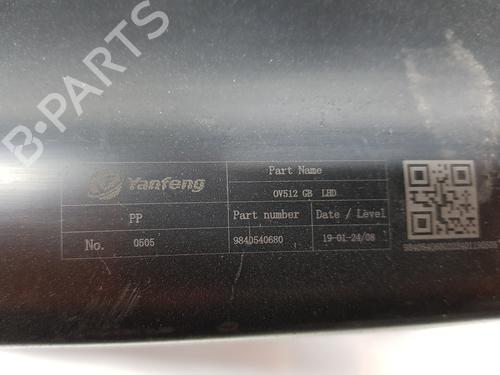 B-PARTS
Yanfeng
Part Name
OV512 GB LHD
PP
Part number
Date / Level
No.
0505
9840540680
19-01-24/08